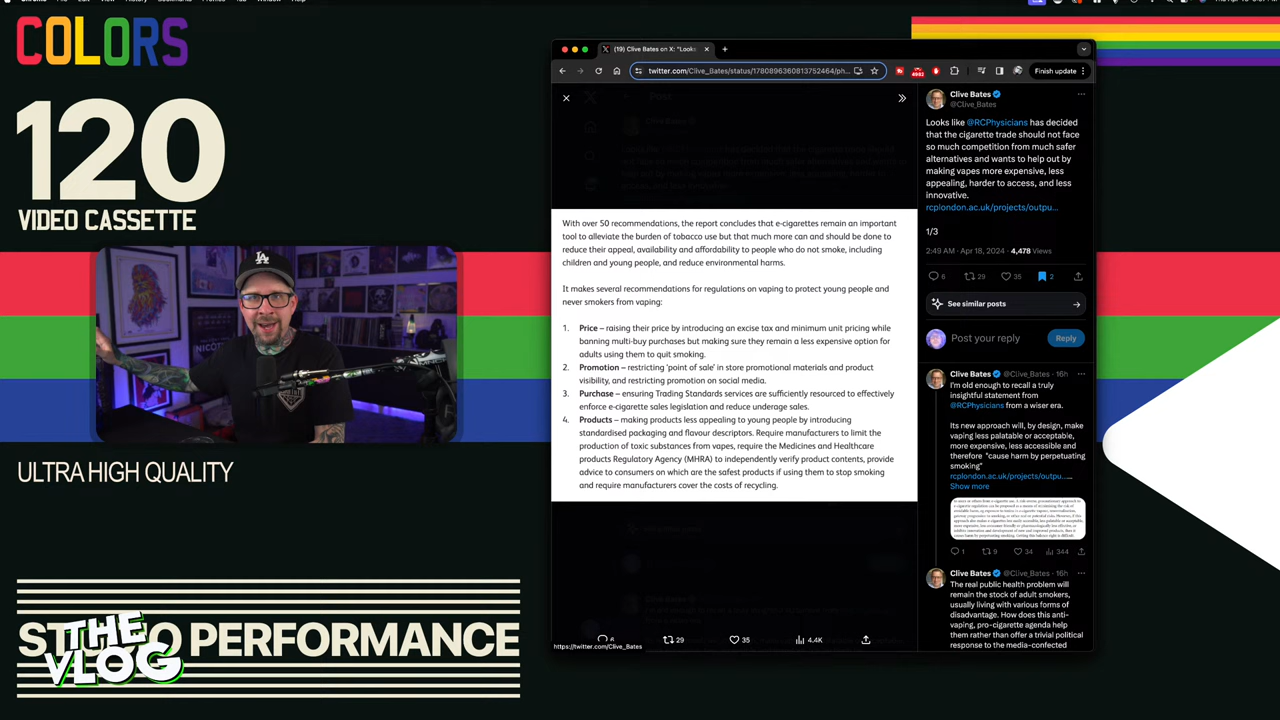 Chrome File Edit View History Bookmarks Profiles Tab Window Help
COLORS
120
VIDEO CASSETTE
LA
ULTRA HIGH QUALITY
THE
VLOG
PERFORMANCE
(19) Clive Bates on X: "Looks
twitter.com/Clive_Bates/status/1780896360813752464/ph...
4992
Finish update
With over 50 recommendations, the report concludes that e-cigarettes remain an important
tool to alleviate the burden of tobacco use but that much more can and should be done to
reduce their appeal, availability and affordability to people who do not smoke, including
children and young people, and reduce environmental harms.
It makes several recommendations for regulations on vaping to protect young people and
never smokers from vaping:
1. Price – raising their price by introducing an excise tax and minimum unit pricing while
banning multi-buy purchases but making sure they remain a less expensive option for
adults using them to quit smoking.
2. Promotion – restricting 'point of sale' in store promotional materials and product
visibility, and restricting promotion on social media.
3. Purchase – ensuring Trading Standards services are sufficiently resourced to effectively
enforce e-cigarette sales legislation and reduce underage sales.
4. Products – making products less appealing to young people by introducing
standardised packaging and flavour descriptors. Require manufacturers to limit the
production of toxic substances from vapes, require the Medicines and Healthcare
products Regulatory Agency (MHRA) to independently verify product contents, provide
advice to consumers on which are the safest products if using them to stop smoking
and require manufacturers cover the costs of recycling.
6 29 35 4.4K
https://twitter.com/Clive_Bates
Clive Bates
@Clive_Bates
Looks like @RCPhysicians has decided
that the cigarette trade should not face
so much competition from much safer
alternatives and wants to help out by
making vapes more expensive, less
appealing, harder to access, and less
innovative.
rcplondon.ac.uk/projects/outpu...
1/3
2:49 AM · Apr 18, 2024 · 4,478 Views
6 29 35 2
See similar posts
Post your reply
Reply
Clive Bates @Clive_Bates · 16h
I'm old enough to recall a truly
insightful statement from
@RCPhysicians from a wiser era.
Its new approach will, by design, make
vaping less palatable or acceptable,
more expensive, less accessible and
therefore "cause harm by perpetuating
smoking"
rcplondon.ac.uk/projects/outpu...…
Show more
1 9 34 344
Clive Bates @Clive_Bates · 16h
The real public health problem will
remain the stock of adult smokers,
usually living with various forms of
disadvantage. How does this anti-
vaping, pro-cigarette agenda help
them rather than offer a trivial political
response to the media-confected